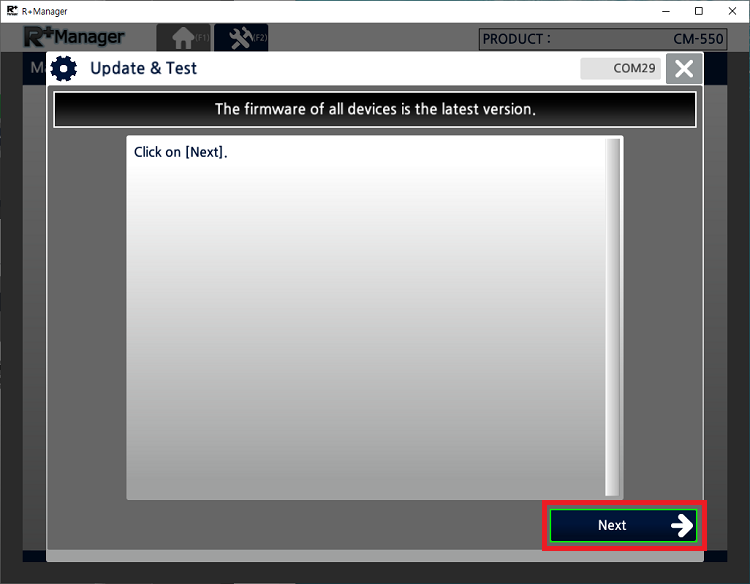 R+Manager
R+Manager
(F1)
(F2)
PRODUCT :
CM-550
Update & Test
COM29
The firmware of all devices is the latest version.
Click on [Next].
Next